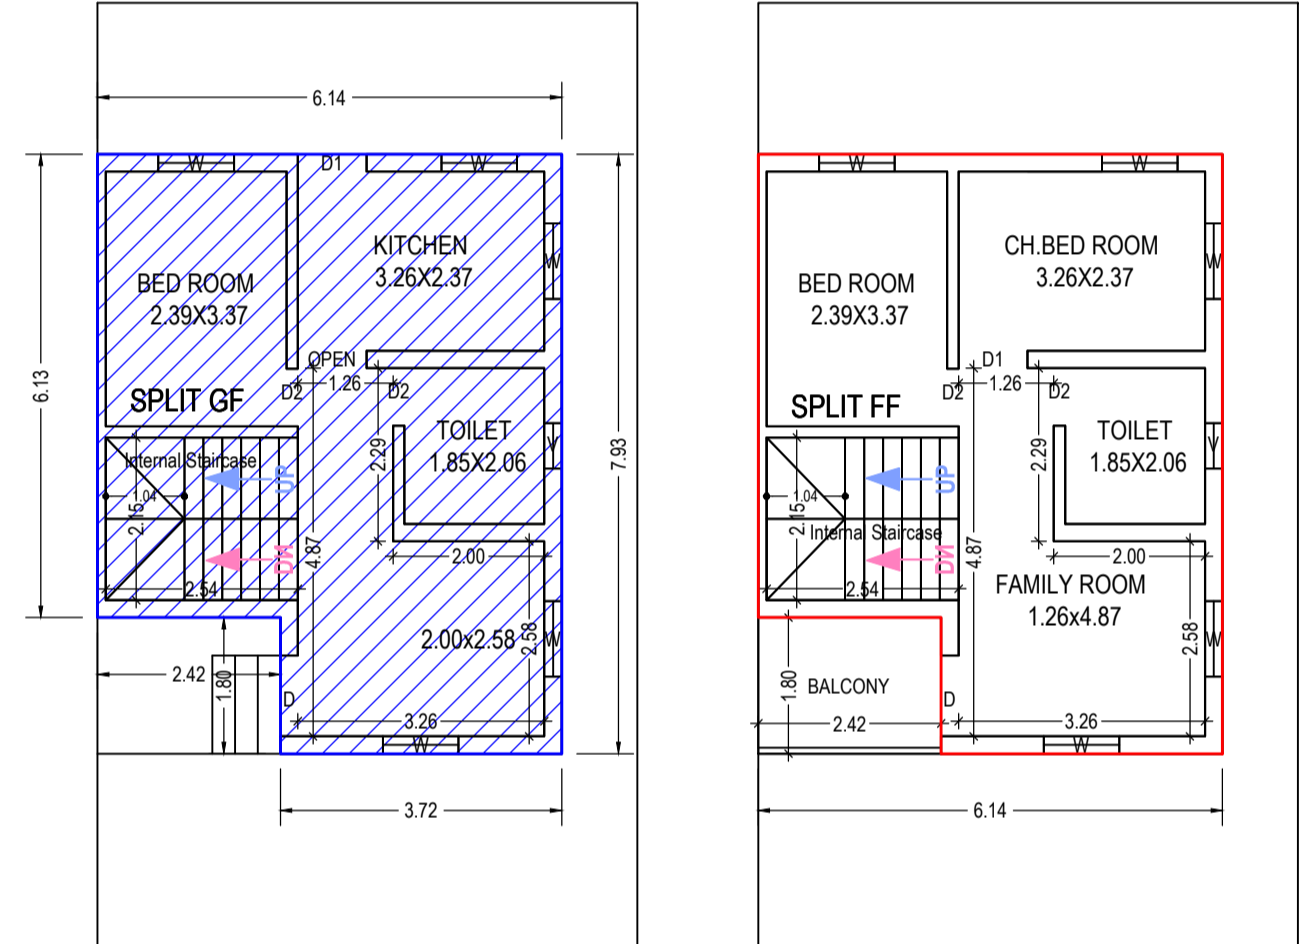 6.14
W
D1
W
6.13
7.93
KITCHEN
3.26X2.37
W
BED ROOM
2.39X3.37
OPEN
1.26
D2
D2
SPLIT GF
TOILET
1.85X2.06
V
2.29
Internal Staircase
UP
1.04
2.15
DN
4.87
2.00
2.54
2.00x2.58
2.58
W
2.42
1.80
D
3.26
W
3.72
W
W
CH.BED ROOM
3.26X2.37
W
BED ROOM
2.39X3.37
D1
1.26
D2
D2
SPLIT FF
TOILET
1.85X2.06
V
2.29
UP
1.04
2.15
Internal Staircase
DN
4.87
2.00
2.54
FAMILY ROOM
1.26x4.87
2.58
W
1.80
BALCONY
D
2.42
3.26
W
6.14